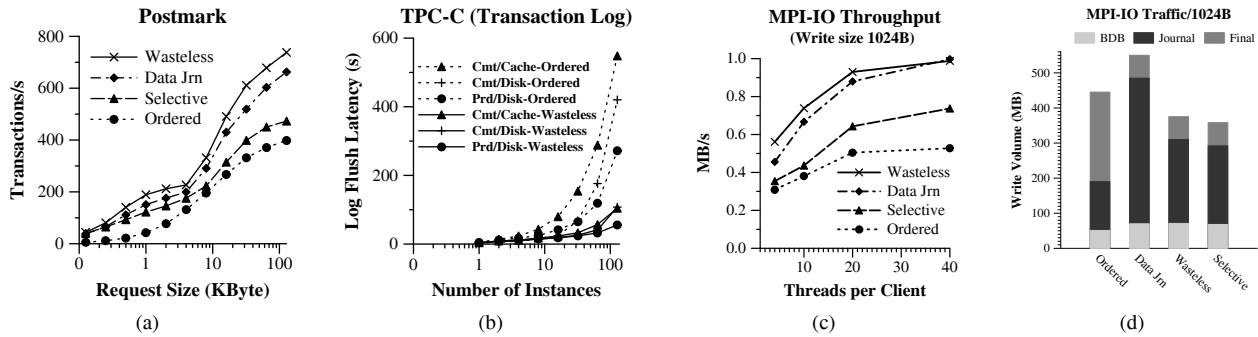 Postmark
800
600
400
200
0
Transactions/s
Wasteless
Data Jrn
Selective
Ordered
1
10
100
Request Size (KByte)
(a)
TPC-C (Transaction Log)
600
400
200
0
Log Flush Latency (s)
Cmt/Cache-Ordered
Cmt/Disk-Ordered
Prd/Disk-Ordered
Cmt/Cache-Wasteless
Cmt/Disk-Wasteless
Prd/Disk-Wasteless
0
1
10
100
Number of Instances
(b)
MPI-IO Throughput
(Write size 1024B)
1.0
0.8
0.6
0.4
0.2
0.0
MB/s
Wasteless
Data Jrn
Selective
Ordered
10
20
30
40
Threads per Client
(c)
MPI-IO Traffic/1024B
BDB
Journal
Final
500
400
300
200
100
0
Write Volume (MB)
Ordered
Data Jrn
Wasteless
Selective
(d)